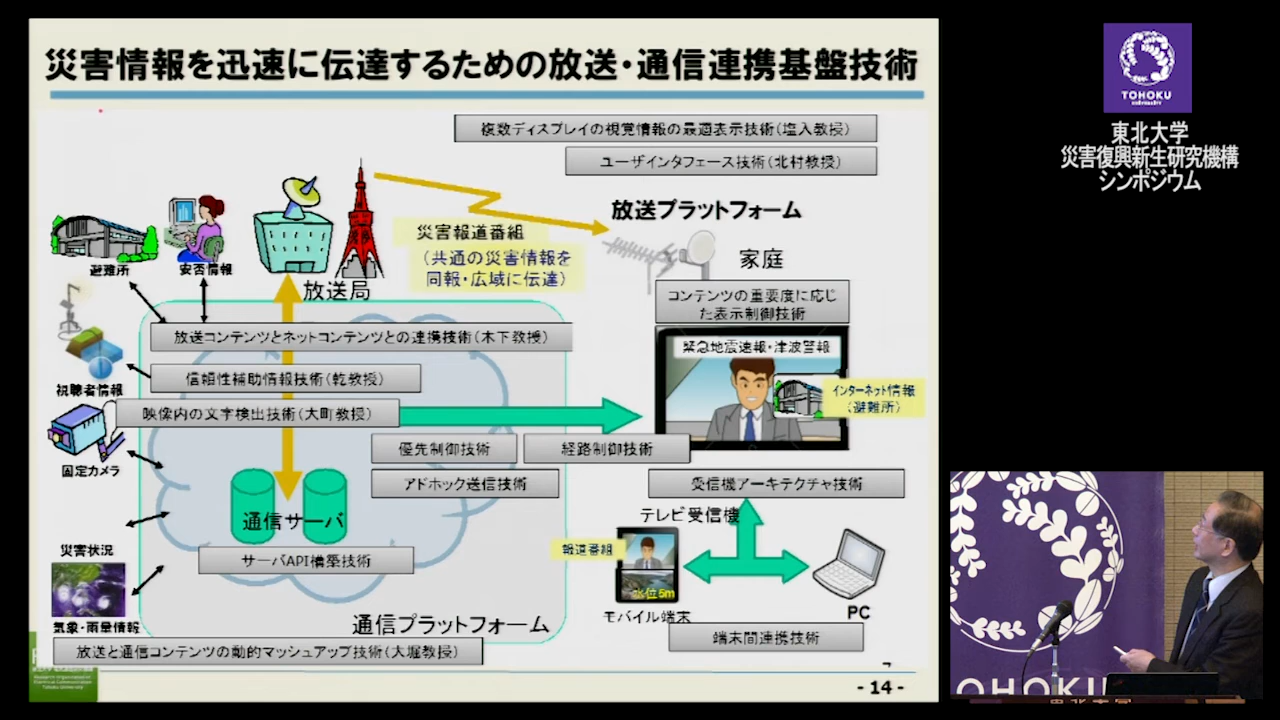 災害情報を迅速に伝達するための放送・通信連携基盤技術
TOHOKU
UNIVERSITY
東北大学
災害復興新生研究機構
シンポジウム
複数ディスプレイの視覚情報の最適表示技術(塩入教授)
ユーザインタフェース技術(北村教授)
放送プラットフォーム
災害報道番組
(共通の災害情報を
同報・広域に伝達)
家庭
避難所
安否情報
放送局
コンテンツの重要度に応じ
た表示制御技術
放送コンテンツとネットコンテンツとの連携技術(木下教授)
緊急地震速報・津波警報
信頼性補助情報技術(乾教授)
視聴者情報
インターネット情報
(避難所)
映像内の文字検出技術(大町教授)
優先制御技術
経路制御技術
固定カメラ
アドホック送信技術
受信機アーキテクチャ技術
通信サーバ
テレビ受信機
災害状況
報道番組
サーバAPI構築技術
水位5m
PC
モバイル端末
気象・雨量情報
通信プラットフォーム
端末間連携技術
放送と通信コンテンツの動的マッシュアップ技術(大堀教授)
Research Organization of
Electrical Communication
Tohoku University
- 14 -
OHOKU
東北大学